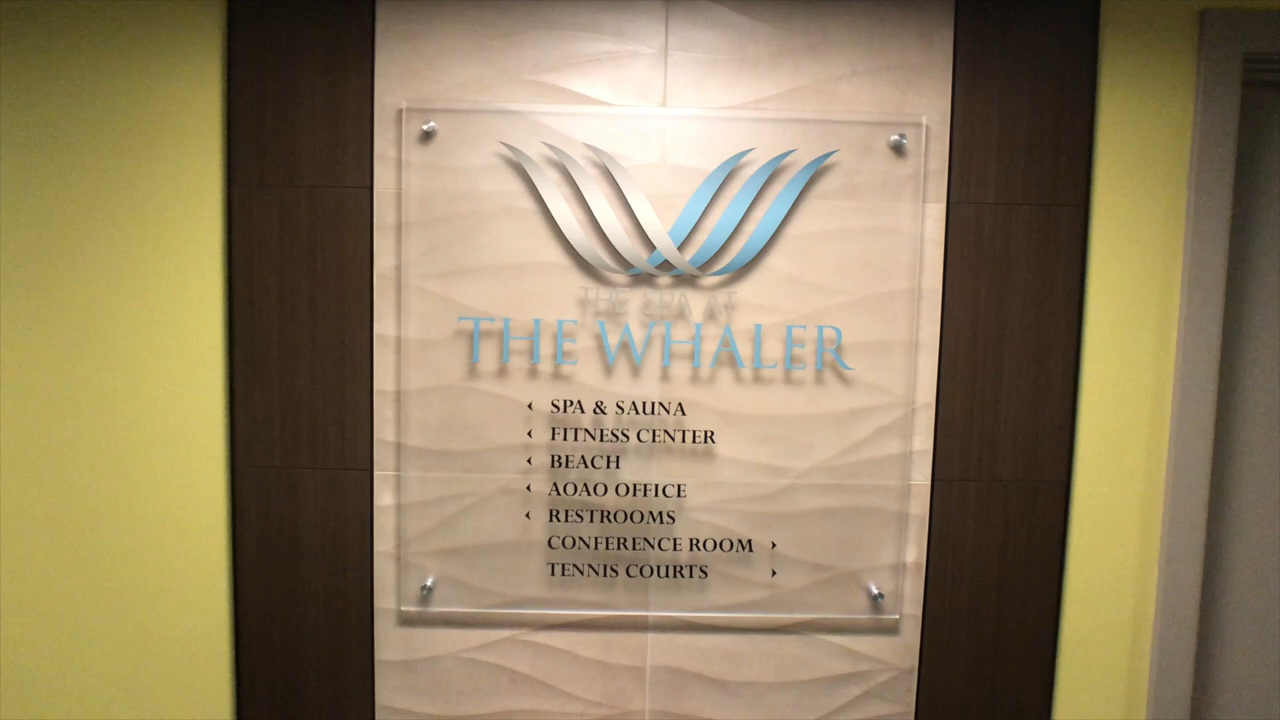 THE SPA AT
THE WHALER
‹ SPA & SAUNA
‹ FITNESS CENTER
‹ BEACH
‹ AOAO OFFICE
‹ RESTROOMS
CONFERENCE ROOM ›
TENNIS COURTS ›